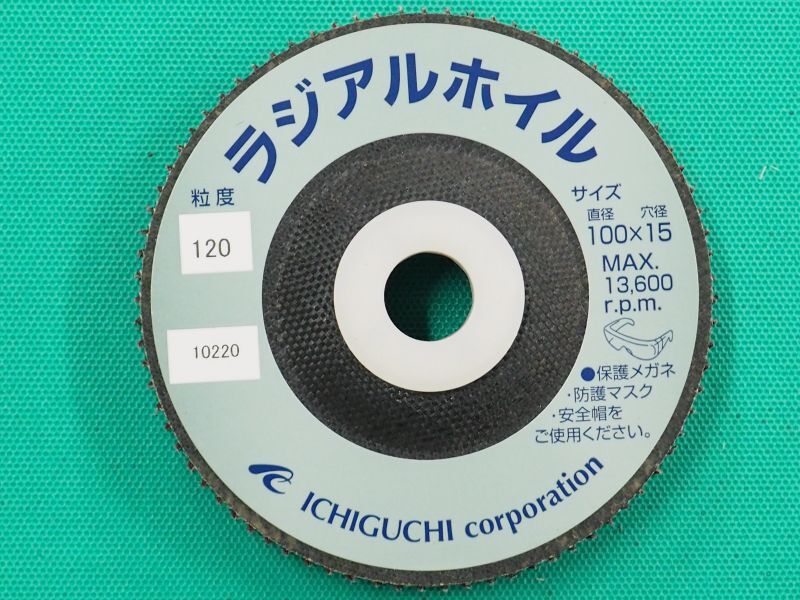 ラジアルホイル
粒度
120
10220
サイズ
直径 穴径
100×15
MAX.
13,600
r.p.m.
●保護メガネ
・防護マスク
・安全帽を
ご使用ください。
ICHIGUCHI corporation